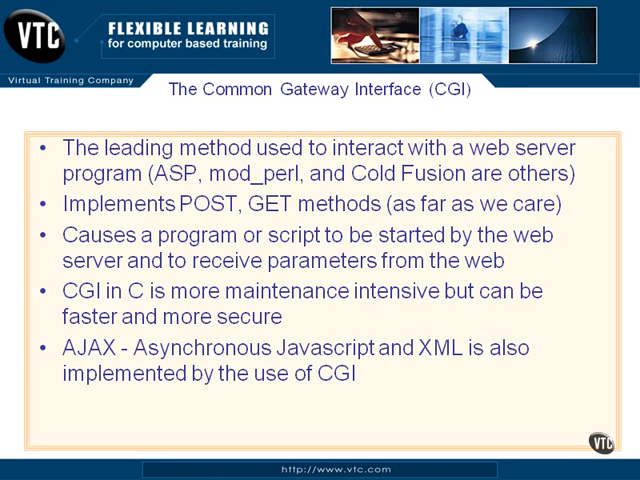 VTC
FLEXIBLE LEARNING
for computer based training
Virtual Training Company
The Common Gateway Interface (CGI)
• The leading method used to interact with a web server
program (ASP, mod_perl, and Cold Fusion are others)
• Implements POST, GET methods (as far as we care)
• Causes a program or script to be started by the web
server and to receive parameters from the web
• CGI in C is more maintenance intensive but can be
faster and more secure
• AJAX - Asynchronous Javascript and XML is also
implemented by the use of CGI
VTC
http://www.vtc.com